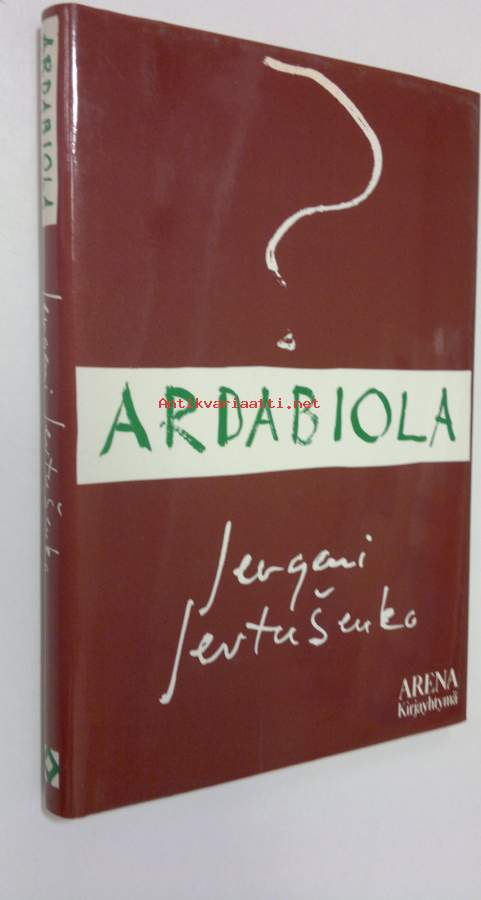 ARDABIOLA
Antikvariaatti.net
Jevgeni
Jevtušenko
ARENA
Kirjayhtymä
ARDABIOLA
Jevgeni Jevtušenko